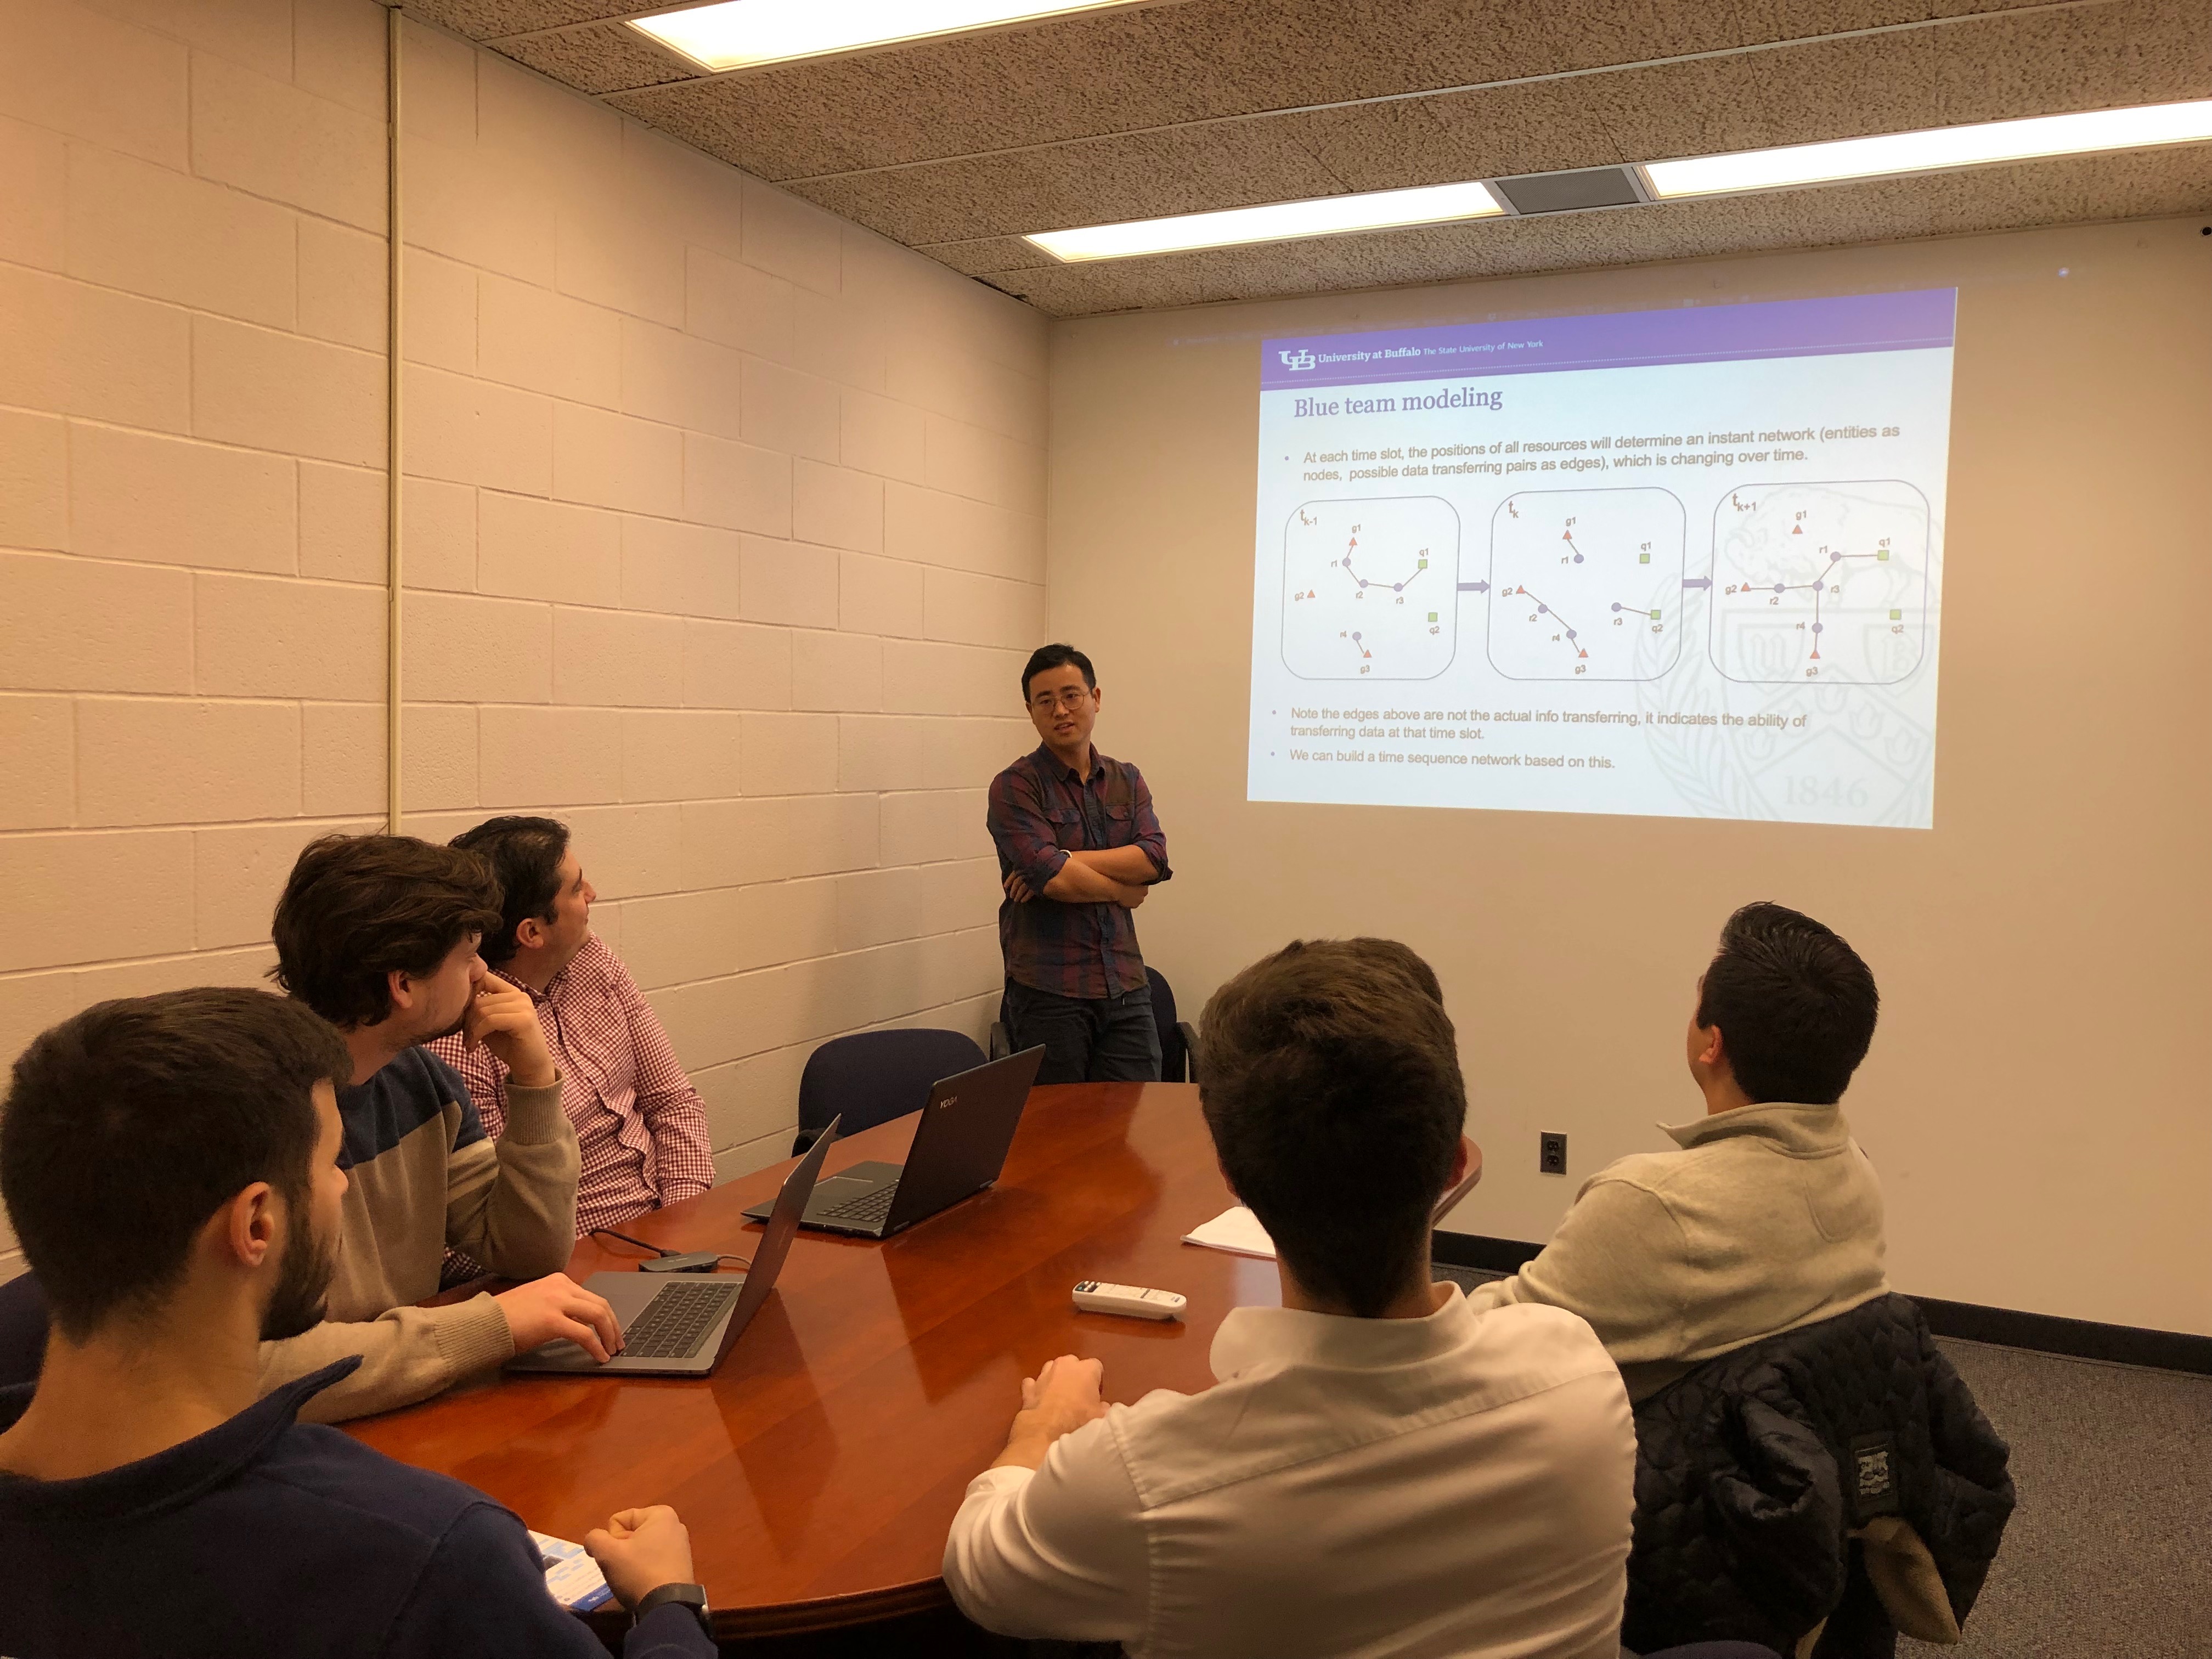 UB University at Buffalo The State University of New York
Blue team modeling
• At each time slot, the positions of all resources will determine an instant network (entities as
nodes, possible data transferring pairs as edges), which is changing over time.
tk-1
g1
q1
r1
r2
r3
g2
q2
r4
g3
tk
g1
q1
r1
g2
r2
r3
q2
r4
g3
tk+1
g1
q1
r1
g2
r2
r3
q2
r4
g3
• Note the edges above are not the actual info transferring, it indicates the ability of
transferring data at that time slot.
• We can build a time sequence network based on this.
1846
YOGA